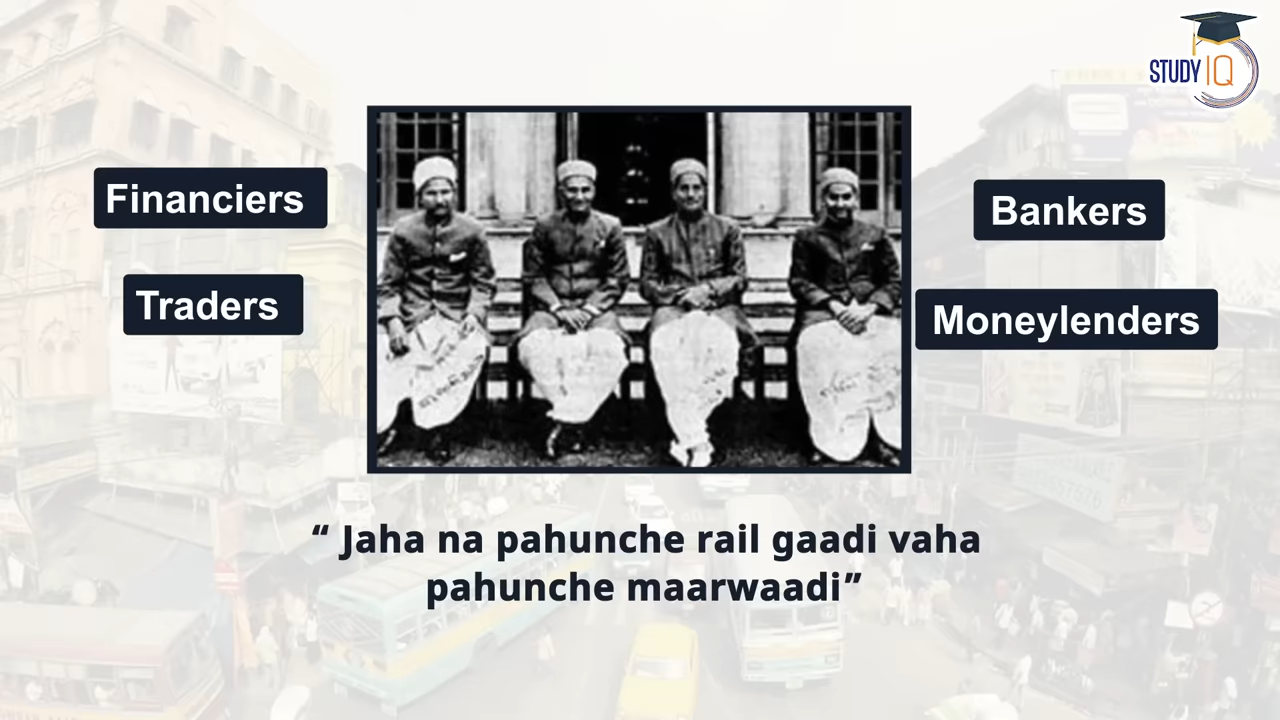 STUDY IQ
Financiers
Bankers
Traders
Moneylenders
“ Jaha na pahunche rail gaadi vaha
pahunche maarwaadi”